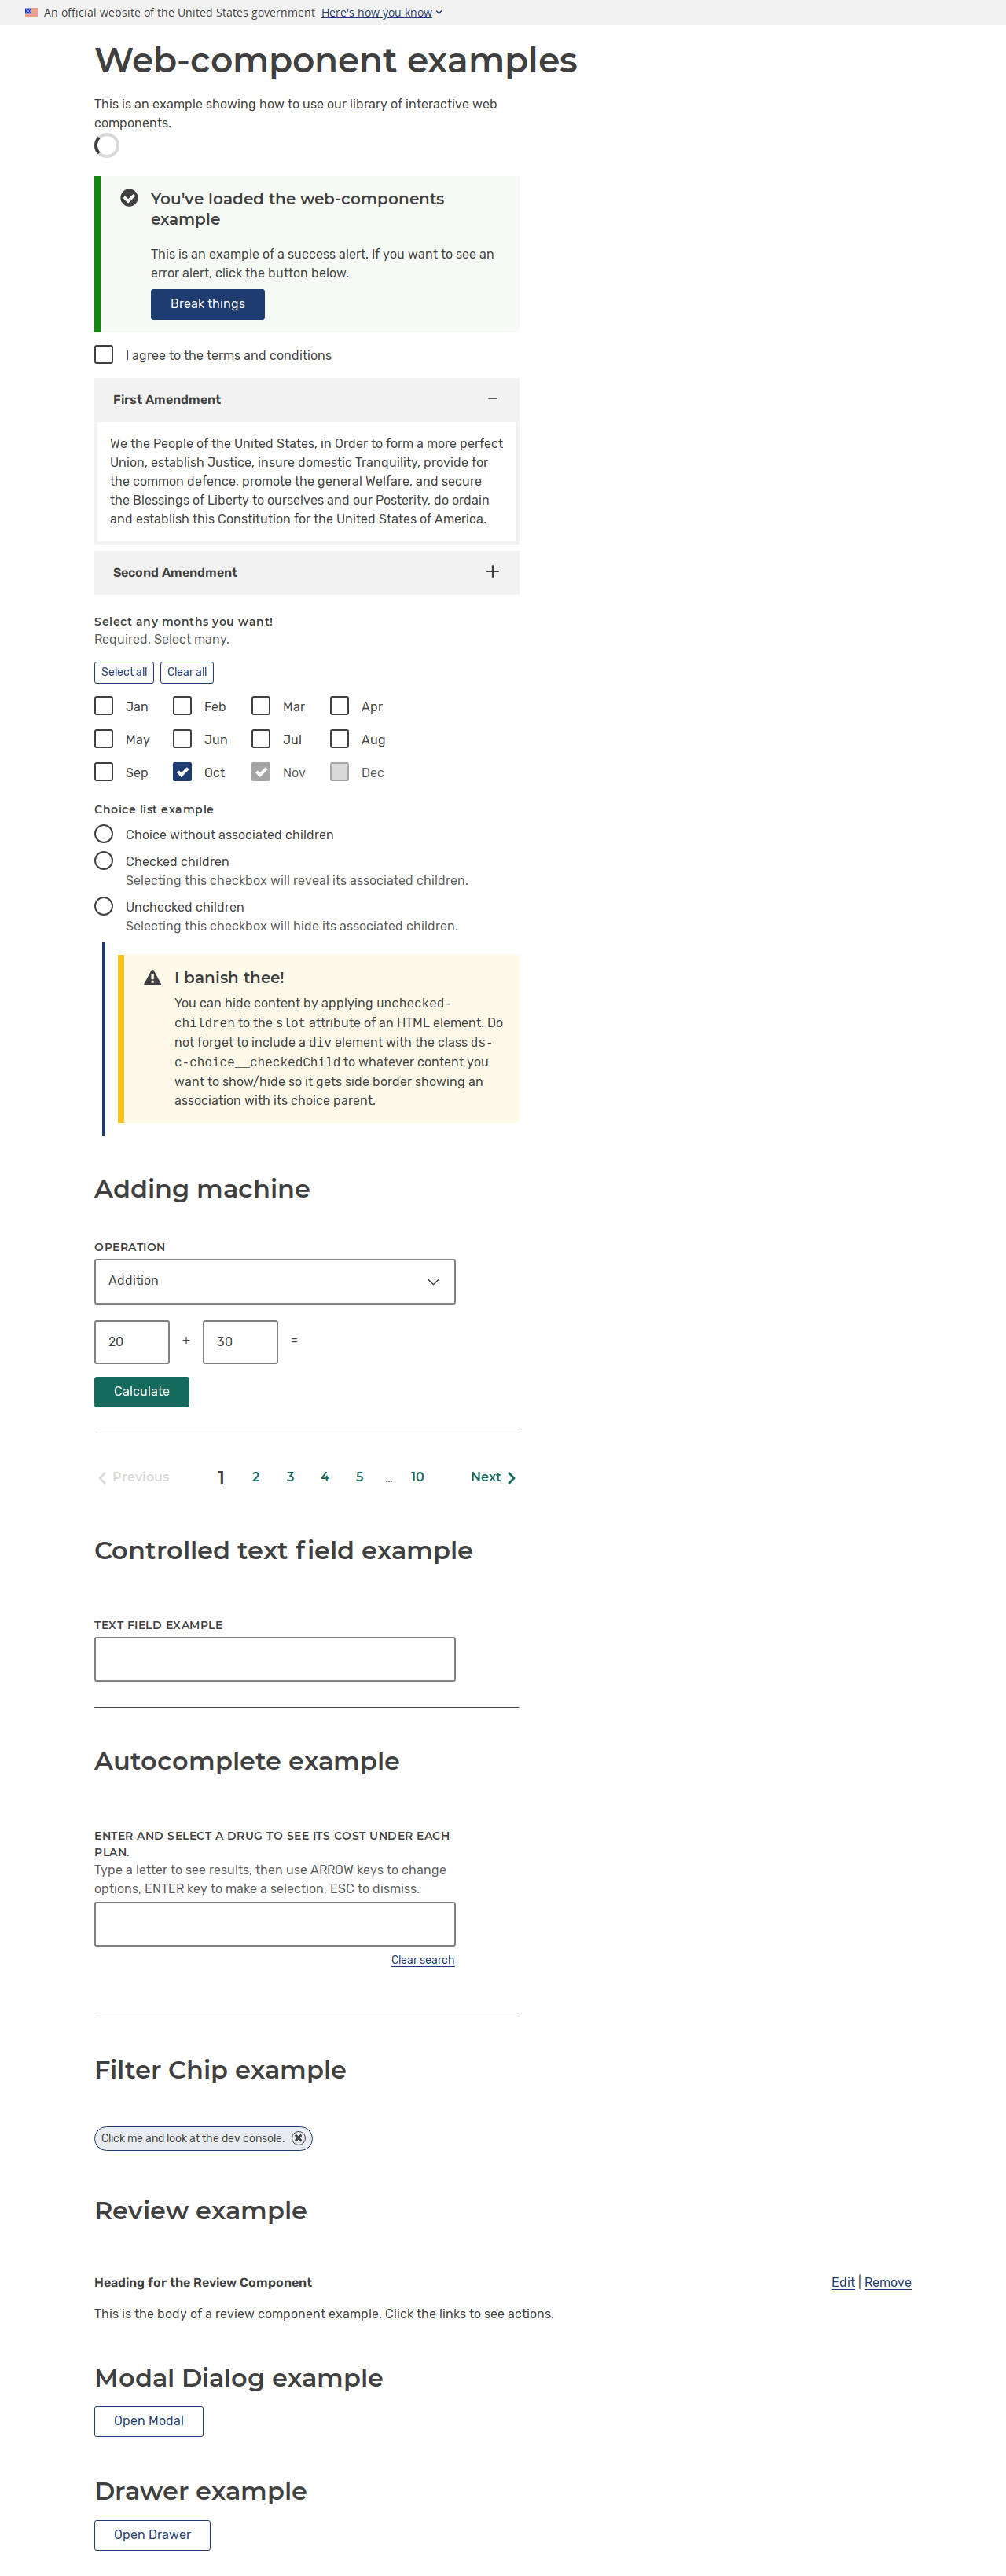 An official website of the United States government Here's how you know
Web-component examples
This is an example showing how to use our library of interactive web
components.
You've loaded the web-components
example
This is an example of a success alert. If you want to see an
error alert, click the button below.
Break things
I agree to the terms and conditions
First Amendment
We the People of the United States, in Order to form a more perfect
Union, establish Justice, insure domestic Tranquility, provide for
the common defence, promote the general Welfare, and secure
the Blessings of Liberty to ourselves and our Posterity, do ordain
and establish this Constitution for the United States of America.
Second Amendment
Select any months you want!
Required. Select many.
Select all Clear all
Jan Feb Mar Apr
May Jun Jul Aug
Sep Oct Nov Dec
Choice list example
Choice without associated children
Checked children
Selecting this checkbox will reveal its associated children.
Unchecked children
Selecting this checkbox will hide its associated children.
I banish thee!
You can hide content by applying unchecked-
children to the slot attribute of an HTML element. Do
not forget to include a div element with the class ds-
c-choice__checkedChild to whatever content you
want to show/hide so it gets side border showing an
association with its choice parent.
Adding machine
OPERATION
Addition
20 + 30 =
Calculate
Previous 1 2 3 4 5 ... 10 Next
Controlled text field example
TEXT FIELD EXAMPLE
Autocomplete example
ENTER AND SELECT A DRUG TO SEE ITS COST UNDER EACH
PLAN.
Type a letter to see results, then use ARROW keys to change
options, ENTER key to make a selection, ESC to dismiss.
Clear search
Filter Chip example
Click me and look at the dev console.
Review example
Heading for the Review Component Edit | Remove
This is the body of a review component example. Click the links to see actions.
Modal Dialog example
Open Modal
Drawer example
Open Drawer